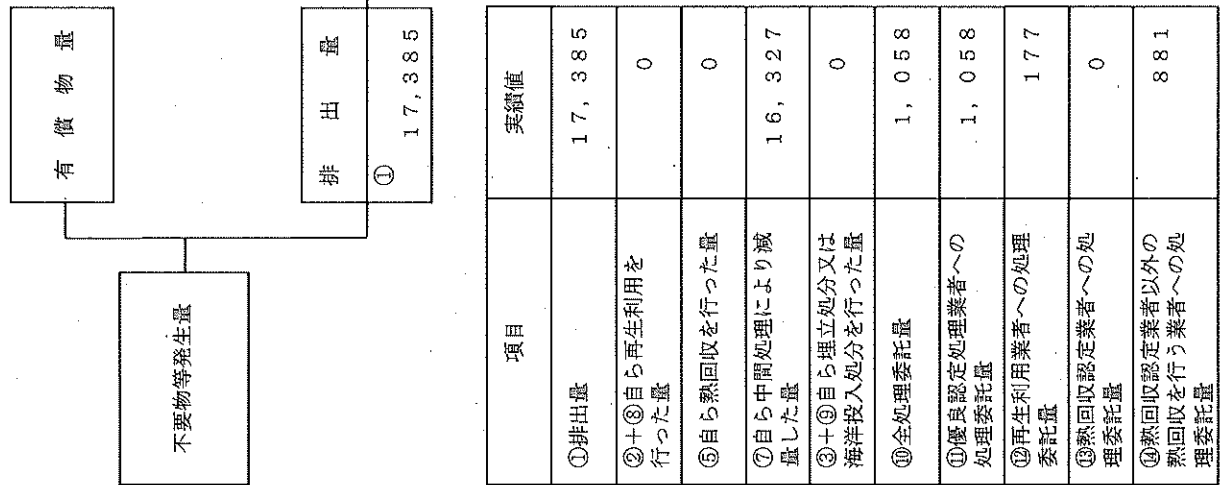 有償物量
不要物等発生量
排出量
①
17,385
項目 実績値
①排出量 17,385
②+⑧自ら再生利用を
行った量 0
⑤自ら熱回収を行った量 0
⑦自ら中間処理により減
量した量 16,327
③+⑨自ら埋立処分又は
海洋投入処分を行った量 0
⑩全処理委託量 1,058
⑪優良認定処理業者への
処理委託量 1,058
⑫再生利用業者への処理
委託量 177
⑬熱回収認定業者への処
理委託量 0
⑭熱回収認定業者以外の
熱回収を行う業者への処
理委託量 881